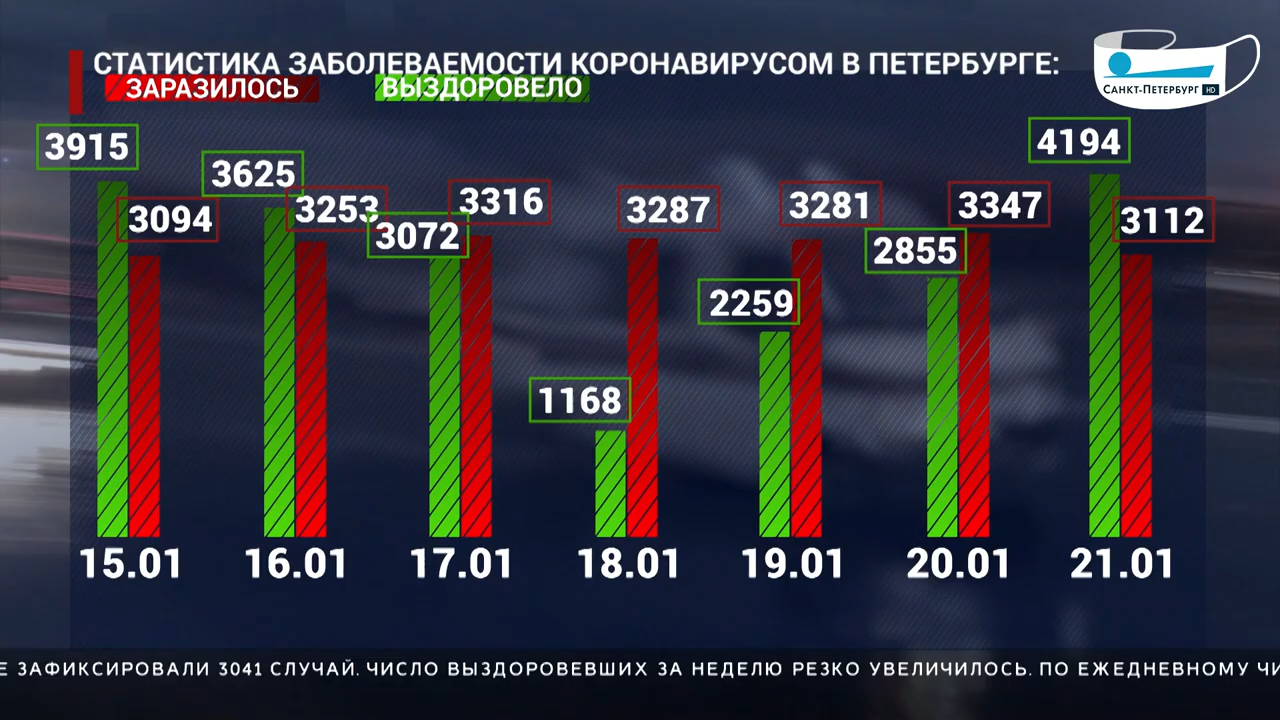 СТАТИСТИКА ЗАБОЛЕВАЕМОСТИ КОРОНАВИРУСОМ В ПЕТЕРБУРГЕ:
ЗАРАЗИЛОСЬ ВЫЗДОРОВЕЛО
САНКТ-ПЕТЕРБУРГ HD
3915 3094
3625 3253
3072 3316
1168 3287
2259 3281
2855 3347
4194 3112
15.01 16.01 17.01 18.01 19.01 20.01 21.01
Е ЗАФИКСИРОВАЛИ 3041 СЛУЧАЙ. ЧИСЛО ВЫЗДОРОВЕВШИХ ЗА НЕДЕЛЮ РЕЗКО УВЕЛИЧИЛОСЬ. ПО ЕЖЕДНЕВНОМУ ЧИ